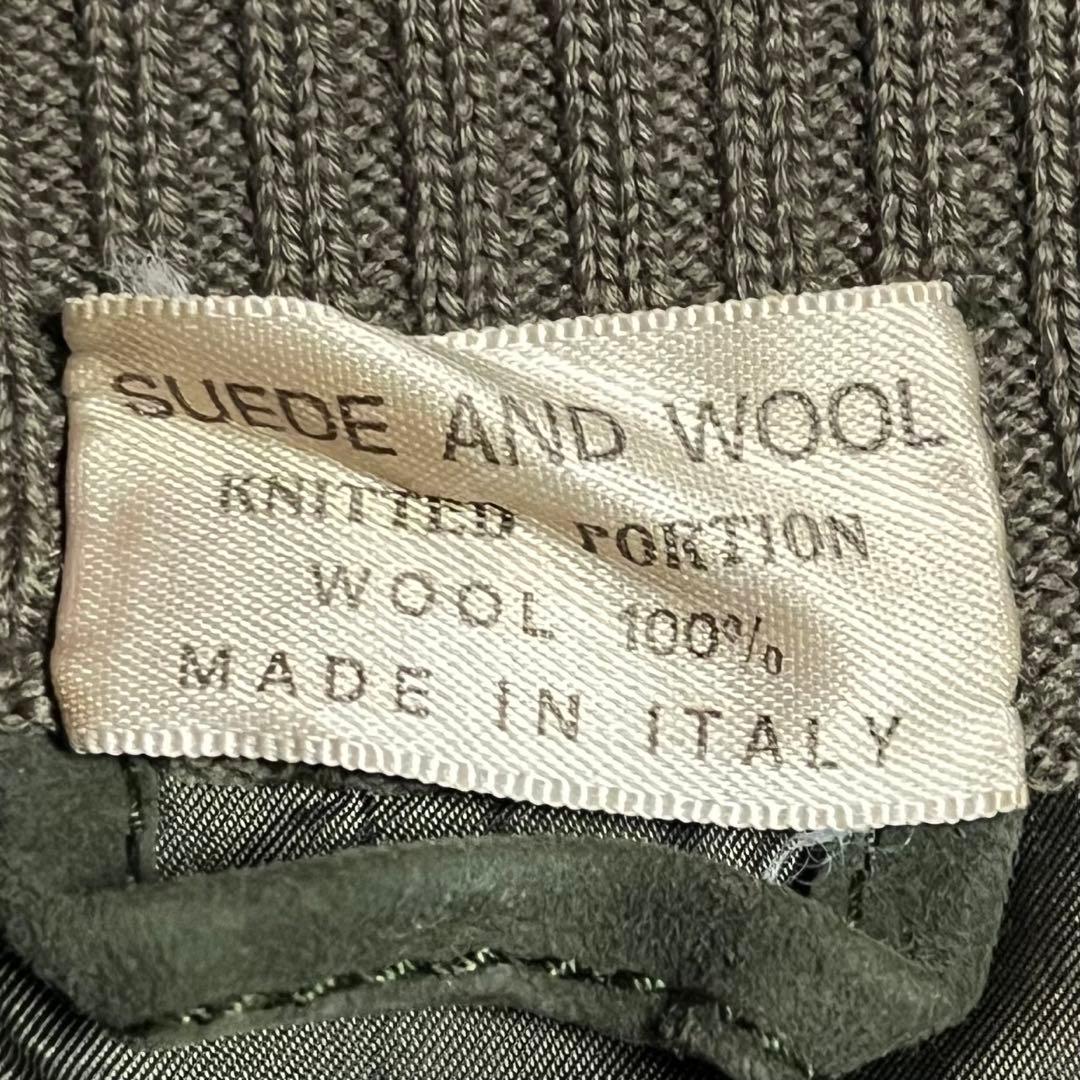 SUEDE AND WOOL
KNITTED PORTION
WOOL 100%
MADE IN ITALY